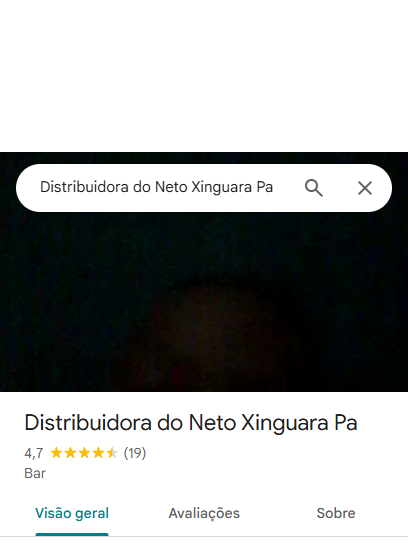 Distribuidora do Neto Xinguara Pa
Distribuidora do Neto Xinguara Pa
4,7 (19)
Bar
Visão geral Avaliações Sobre